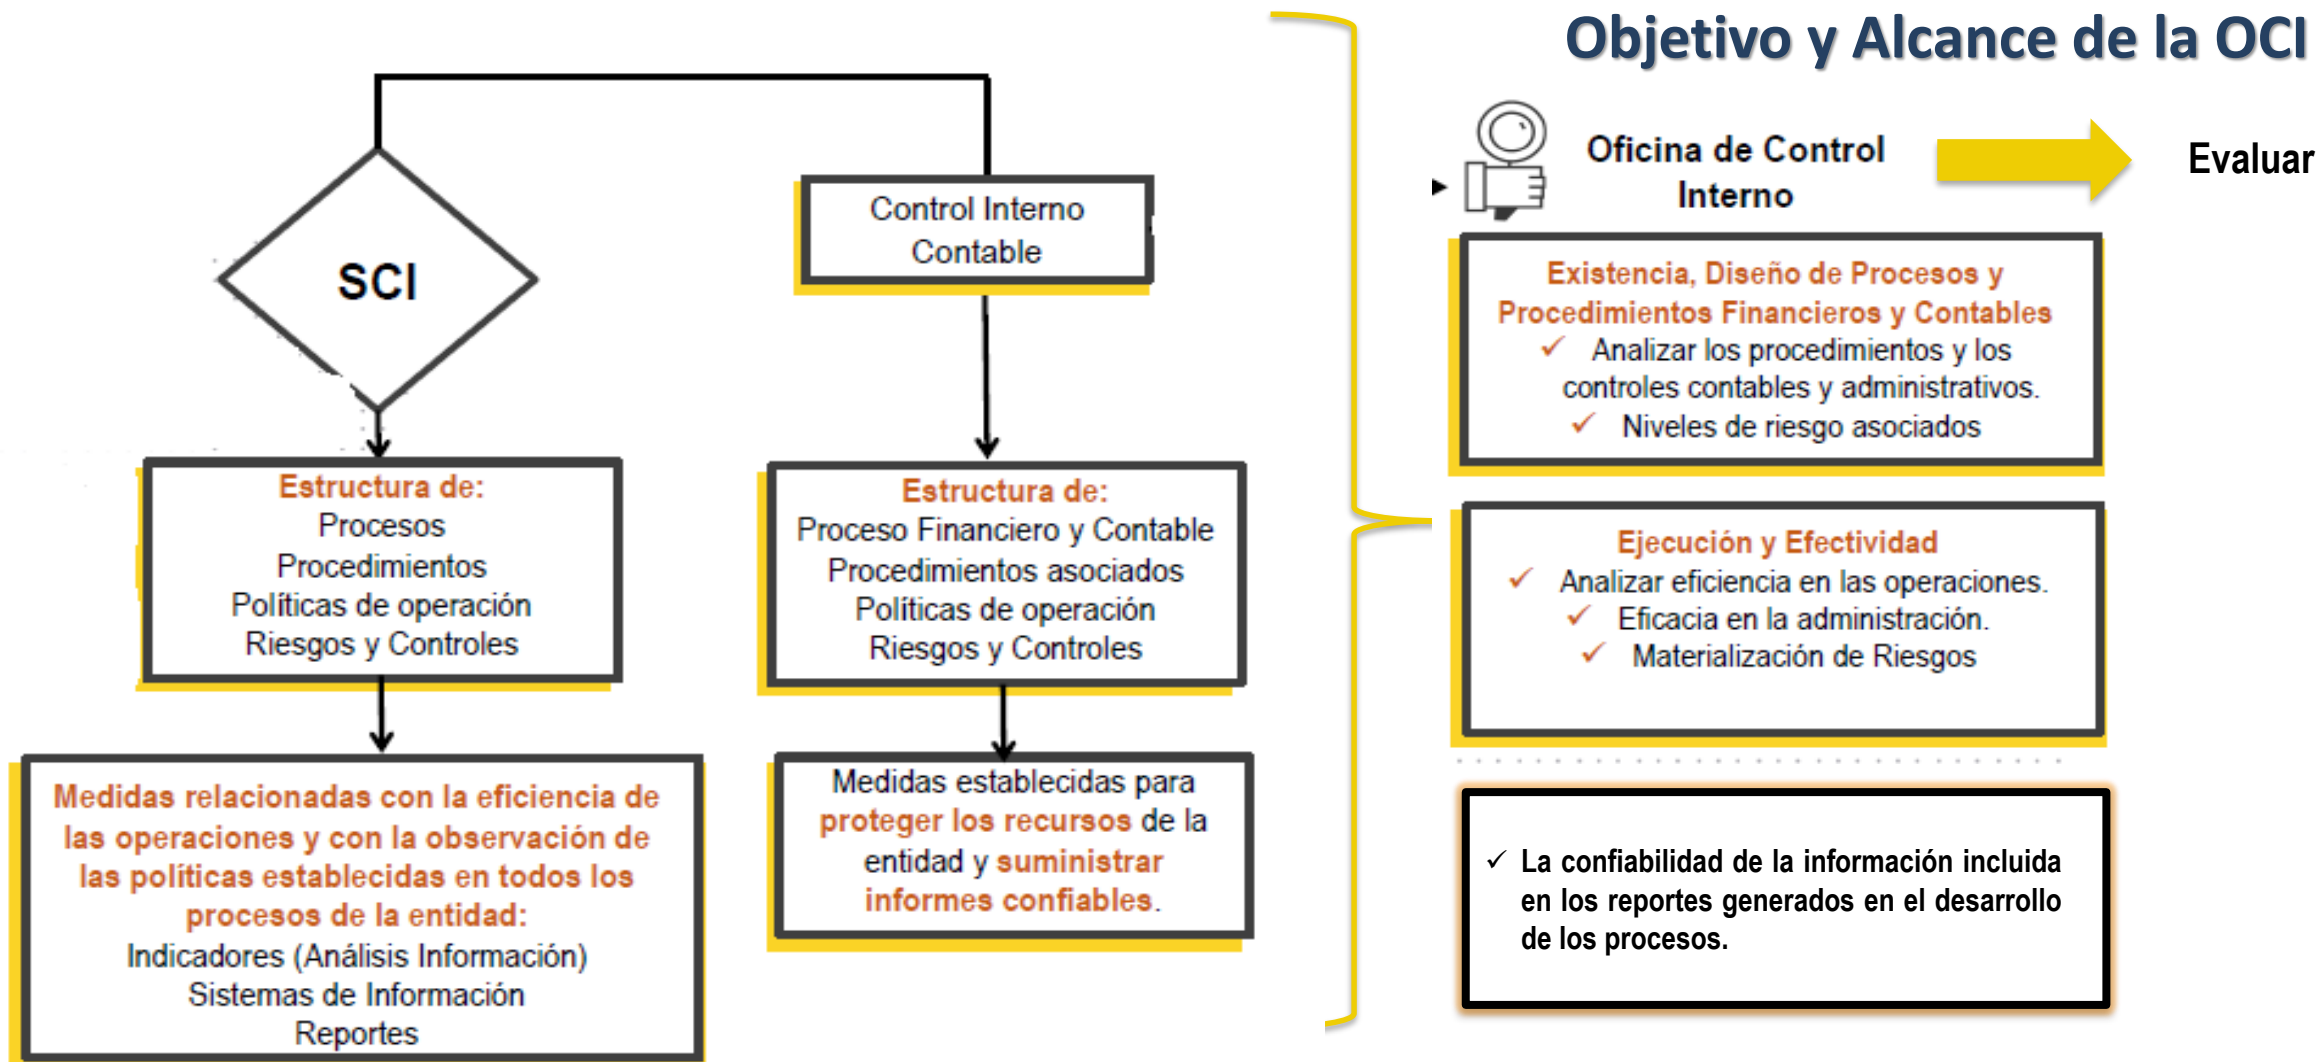 Objetivo y Alcance de la OCI
SCI
Estructura de:
Procesos
Procedimientos
Políticas de operación
Riesgos y Controles
Medidas relacionadas con la eficiencia de
las operaciones y con la observación de
las políticas establecidas en todos los
procesos de la entidad:
Indicadores (Análisis Información)
Sistemas de Información
Reportes
Control Interno
Contable
Estructura de:
Proceso Financiero y Contable
Procedimientos asociados
Políticas de operación
Riesgos y Controles
Medidas establecidas para
proteger los recursos de la
entidad y suministrar
informes confiables.
Oficina de Control
Interno
Evaluar
Existencia, Diseño de Procesos y
Procedimientos Financieros y Contables
✓ Analizar los procedimientos y los
controles contables y administrativos.
✓ Niveles de riesgo asociados
Ejecución y Efectividad
✓ Analizar eficiencia en las operaciones.
✓ Eficacia en la administración.
✓ Materialización de Riesgos
✓ La confiabilidad de la información incluida
en los reportes generados en el desarrollo
de los procesos.